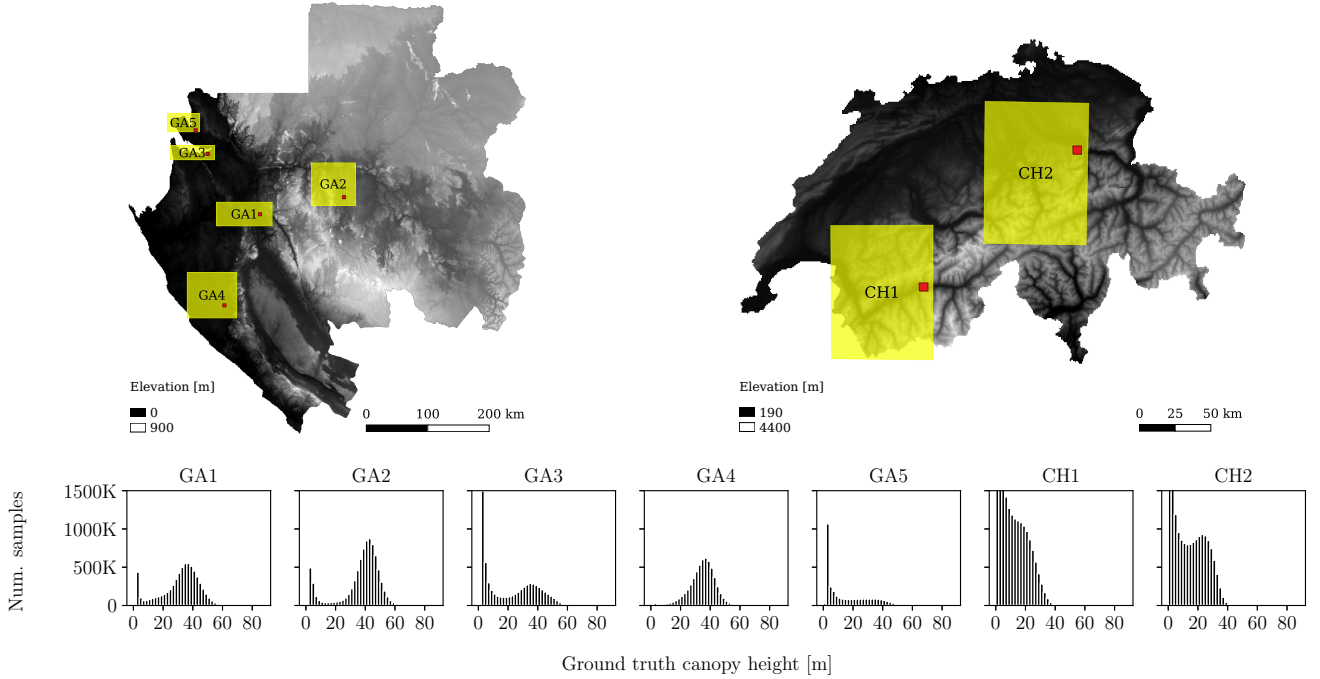 GA5
GA3
GA2
GA1
GA4
Elevation [m]
0
900
0 100 200 km
CH2
CH1
Elevation [m]
190
4400
0 25 50 km
GA1 GA2 GA3 GA4 GA5 CH1 CH2
Num. samples
1500K
1000K
500K
0
0 20 40 60 80 0 20 40 60 80 0 20 40 60 80 0 20 40 60 80 0 20 40 60 80 0 20 40 60 80 0 20 40 60 80
Ground truth canopy height [m]